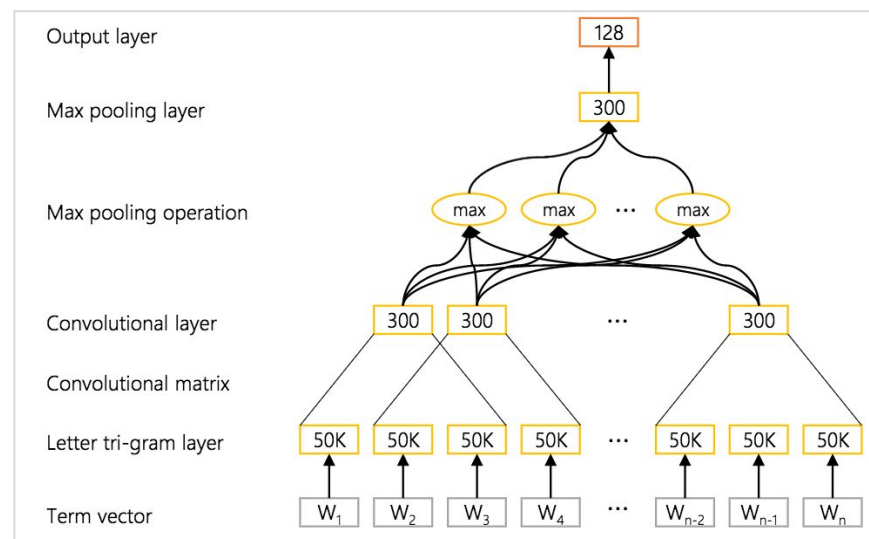 Output layer 128
Max pooling layer 300
Max pooling operation max max ... max
Convolutional layer 300 300 ... 300
Convolutional matrix
Letter tri-gram layer 50K 50K 50K 50K ... 50K 50K 50K
Term vector W₁ W₂ W₃ W₄ ... Wₙ₋₂ Wₙ₋₁ Wₙ